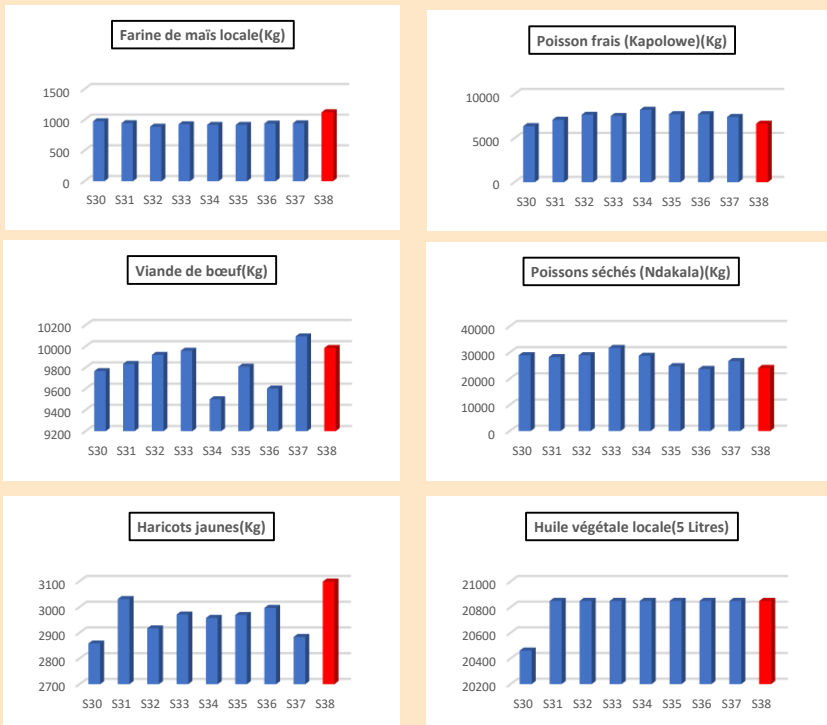 Farine de maïs locale(Kg)
1500
1000
500
0
S30 S31 S32 S33 S34 S35 S36 S37 S38
Poisson frais (Kapolowe)(Kg)
10000
5000
0
S30 S31 S32 S33 S34 S35 S36 S37 S38
Viande de bœuf(Kg)
10200
10000
9800
9600
9400
9200
S30 S31 S32 S33 S34 S35 S36 S37 S38
Poissons séchés (Ndakala)(Kg)
40000
30000
20000
10000
0
S30 S31 S32 S33 S34 S35 S36 S37 S38
Haricots jaunes(Kg)
3100
3000
2900
2800
2700
S30 S31 S32 S33 S34 S35 S36 S37 S38
Huile végétale locale(5 Litres)
21000
20800
20600
20400
20200
S30 S31 S32 S33 S34 S35 S36 S37 S38